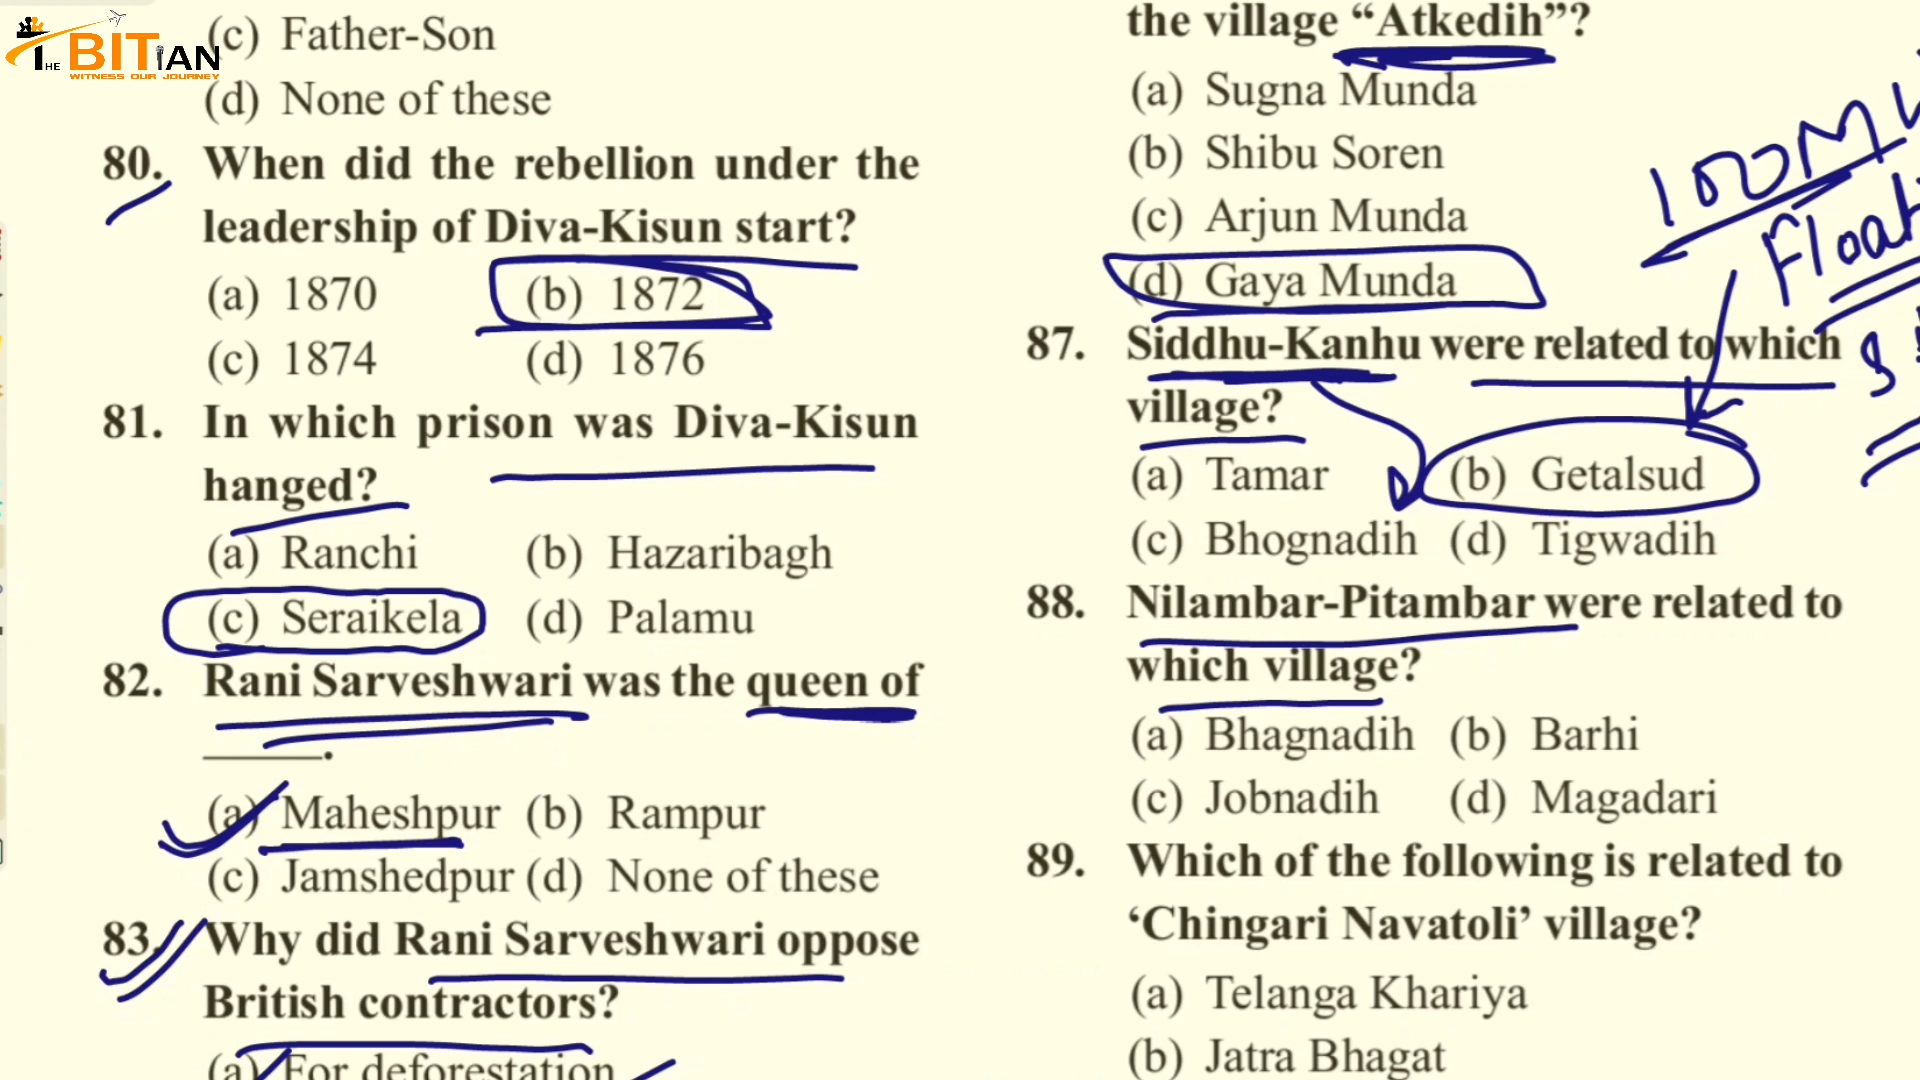 THE BITIAN
WITNESS OUR JOURNEY
(c) Father-Son
(d) None of these
80. When did the rebellion under the
leadership of Diva-Kisun start?
(a) 1870 (b) 1872
(c) 1874 (d) 1876
81. In which prison was Diva-Kisun
hanged?
(a) Ranchi (b) Hazaribagh
(c) Seraikela (d) Palamu
82. Rani Sarveshwari was the queen of
______.
(a) Maheshpur (b) Rampur
(c) Jamshedpur (d) None of these
83. Why did Rani Sarveshwari oppose
British contractors?
(a) For deforestation
the village “Atkedih”?
(a) Sugna Munda
(b) Shibu Soren
(c) Arjun Munda
(d) Gaya Munda
87. Siddhu-Kanhu were related to which
village?
(a) Tamar (b) Getalsud
(c) Bhognadih (d) Tigwadih
88. Nilambar-Pitambar were related to
which village?
(a) Bhagnadih (b) Barhi
(c) Jobnadih (d) Magadari
89. Which of the following is related to
‘Chingari Navatoli’ village?
(a) Telanga Khariya
(b) Jatra Bhagat
100M
Float